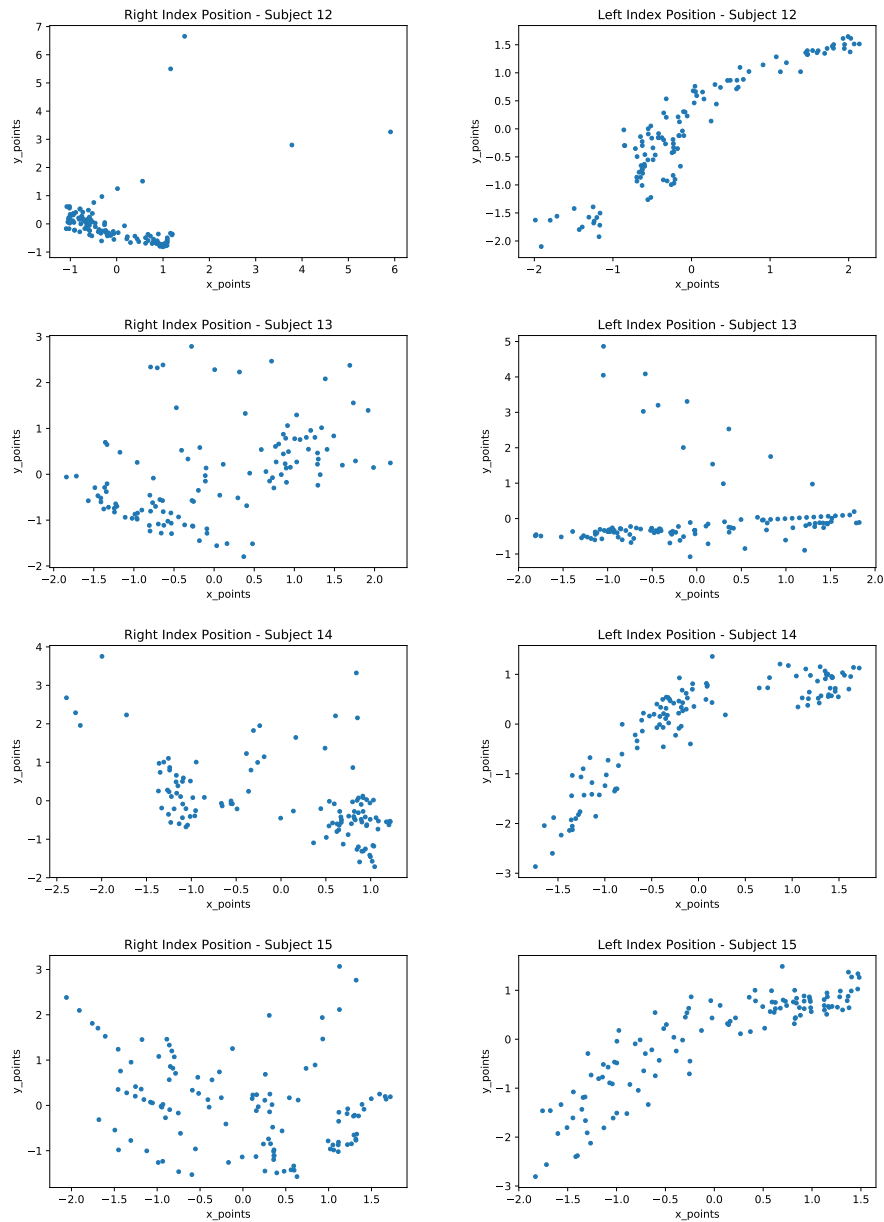 Right Index Position - Subject 12
7
6
5
4
3
2
1
0
−1
y_points
−1 0 1 2 3 4 5 6
x_points
Left Index Position - Subject 12
1.5
1.0
0.5
0.0
−0.5
−1.0
−1.5
−2.0
y_points
−2 −1 0 1 2
x_points
Right Index Position - Subject 13
3
2
1
0
−1
−2
y_points
−2.0 −1.5 −1.0 −0.5 0.0 0.5 1.0 1.5 2.0
x_points
Left Index Position - Subject 13
5
4
3
2
1
0
−1
y_points
−2.0 −1.5 −1.0 −0.5 0.0 0.5 1.0 1.5 2.0
x_points
Right Index Position - Subject 14
4
3
2
1
0
−1
−2
y_points
−2.5 −2.0 −1.5 −1.0 −0.5 0.0 0.5 1.0
x_points
Left Index Position - Subject 14
1
0
−1
−2
−3
y_points
−1.5 −1.0 −0.5 0.0 0.5 1.0 1.5
x_points
Right Index Position - Subject 15
3
2
1
0
−1
y_points
−2.0 −1.5 −1.0 −0.5 0.0 0.5 1.0 1.5
x_points
Left Index Position - Subject 15
1
0
−1
−2
−3
y_points
−2.0 −1.5 −1.0 −0.5 0.0 0.5 1.0 1.5
x_points